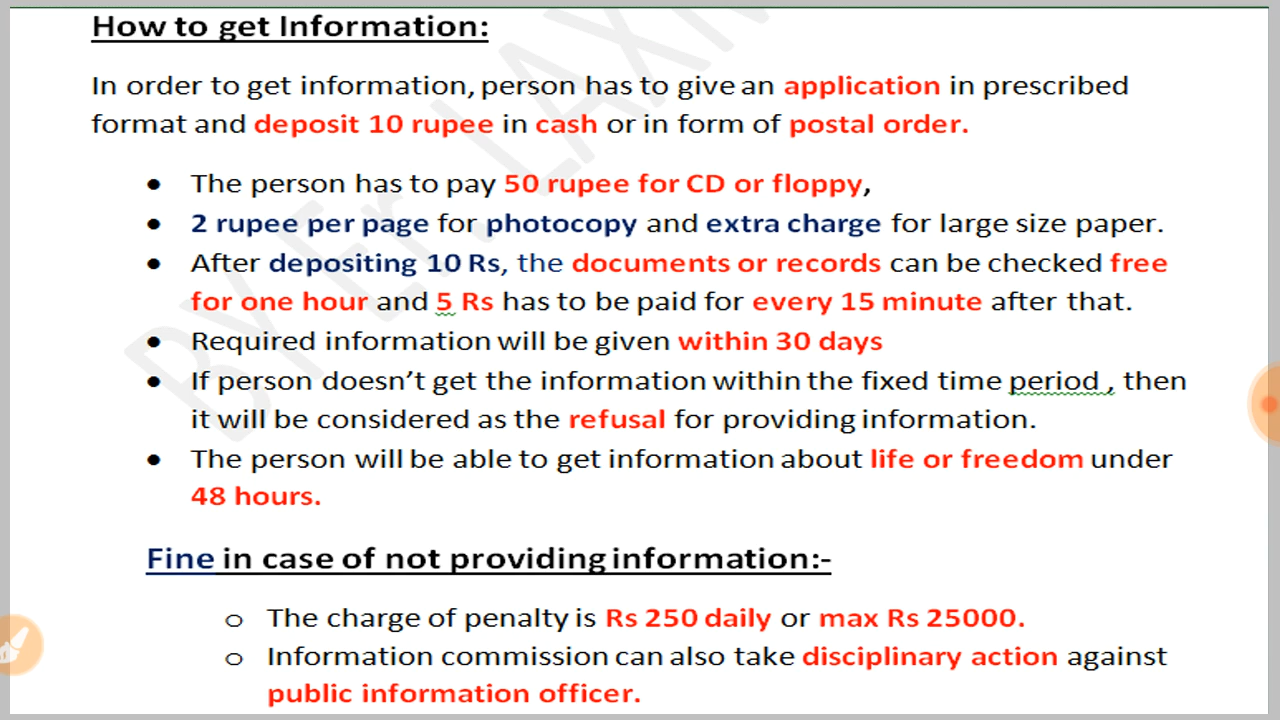 How to get Information:
In order to get information, person has to give an application in prescribed
format and deposit 10 rupee in cash or in form of postal order.
• The person has to pay 50 rupee for CD or floppy,
• 2 rupee per page for photocopy and extra charge for large size paper.
• After depositing 10 Rs, the documents or records can be checked free
for one hour and 5 Rs has to be paid for every 15 minute after that.
• Required information will be given within 30 days
• If person doesn’t get the information within the fixed time period , then
it will be considered as the refusal for providing information.
• The person will be able to get information about life or freedom under
48 hours.
Fine in case of not providing information:-
o The charge of penalty is Rs 250 daily or max Rs 25000.
o Information commission can also take disciplinary action against
public information officer.
BY Er. LAX